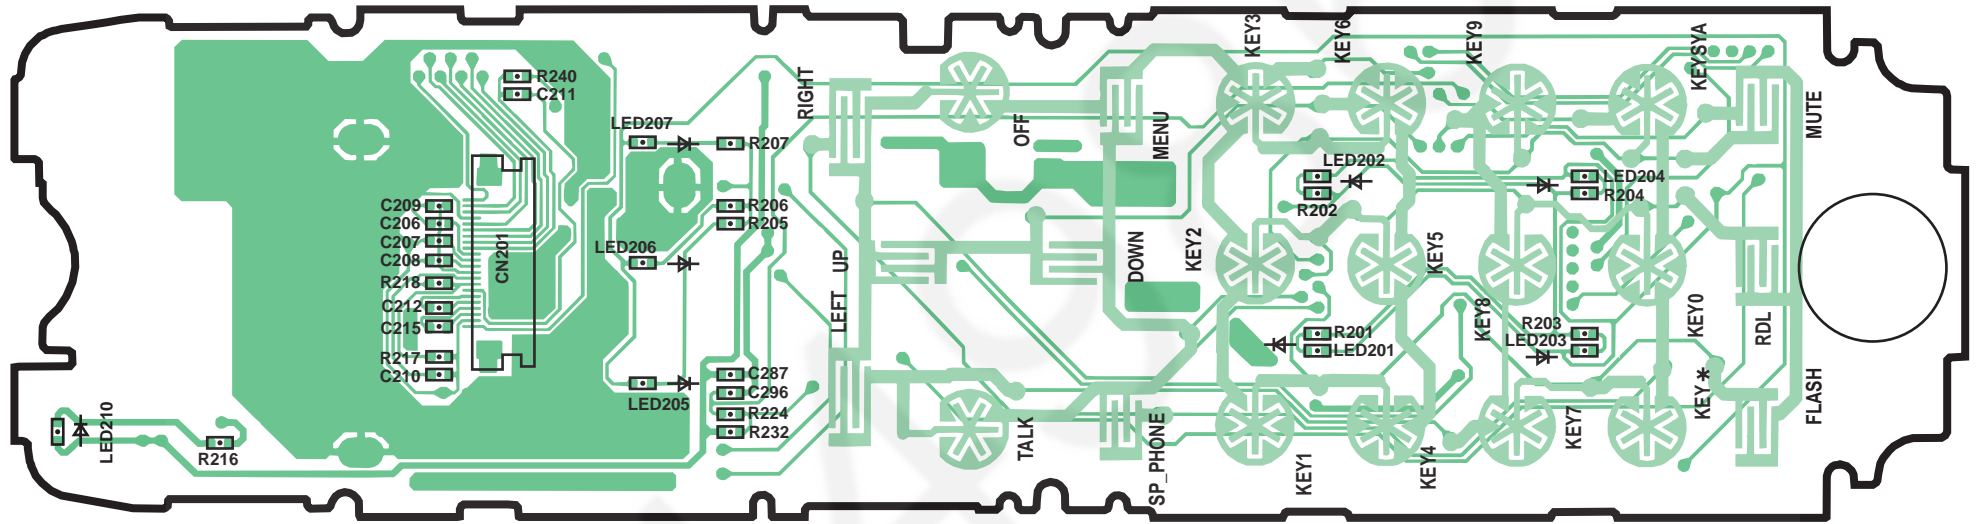 R240
C211
LED207
R207
C209
C206
C207
C208
R218
C212
C215
R217
C210
CN201
R206
R205
LED206
LED205
C287
C296
R224
R232
LED210
R216
RIGHT
UP
LEFT
OFF
TALK
MENU
DOWN
SP_PHONE
KEY3
KEY2
KEY1
KEY6
KEY5
KEY4
LED202
R202
R201
LED201
KEY9
KEY8
KEY7
LED204
R204
R203
LED203
KEYSYA
KEY0
KEY*
MUTE
RDL
FLASH